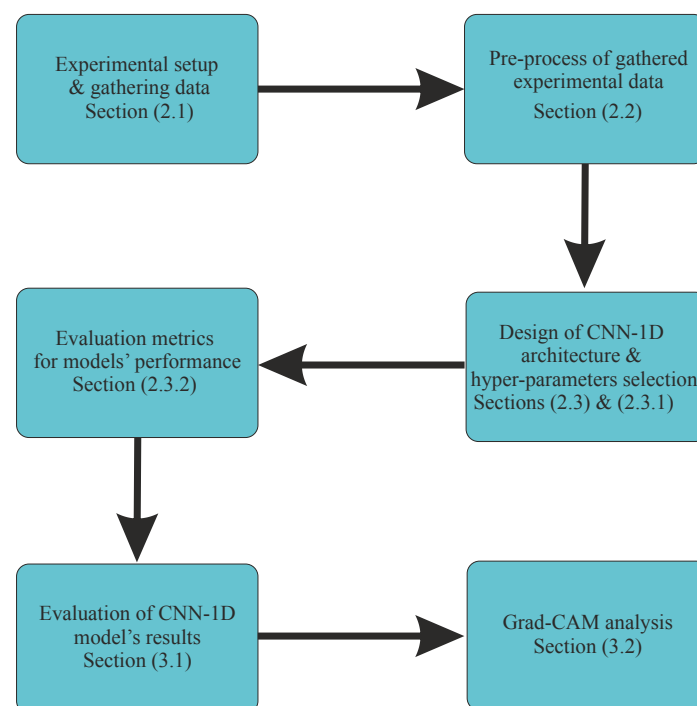 Experimental setup
& gathering data
Section (2.1)
Pre-process of gathered
experimental data
Section (2.2)
Design of CNN-1D
architecture &
hyper-parameters selection
Sections (2.3) & (2.3.1)
Evaluation metrics
for models’ performance
Section (2.3.2)
Evaluation of CNN-1D
model’s results
Section (3.1)
Grad-CAM analysis
Section (3.2)